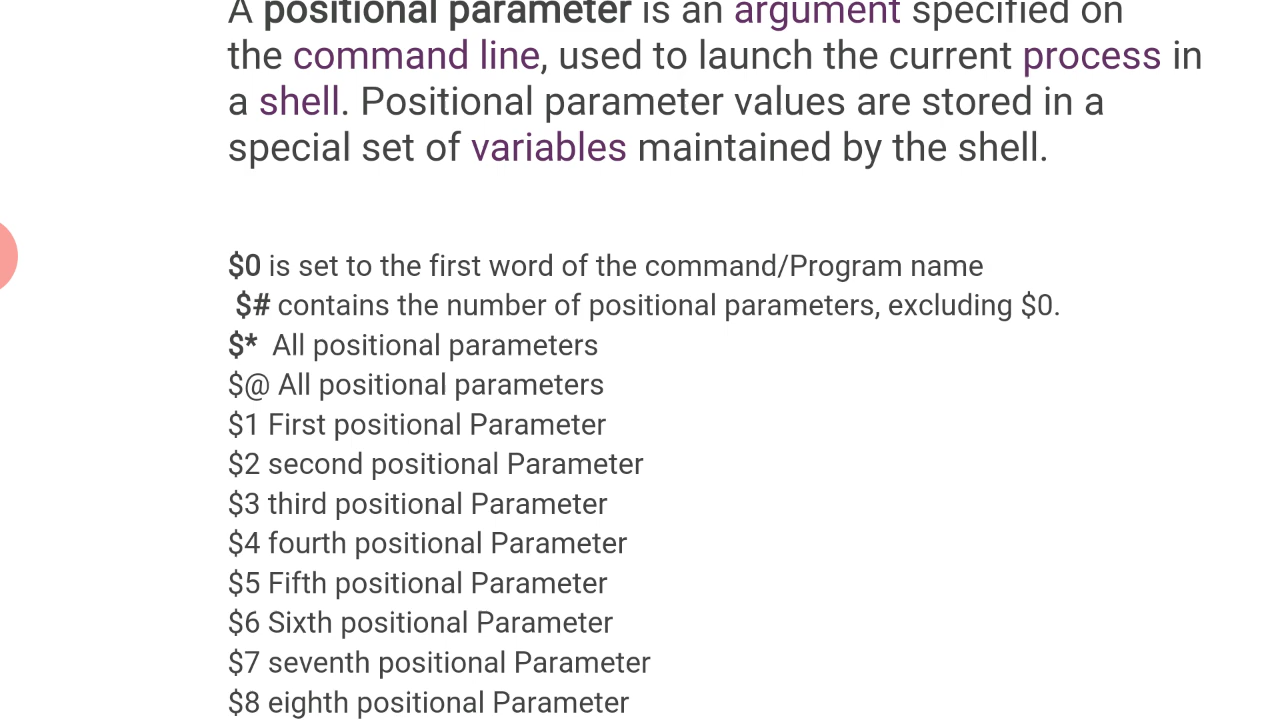 A positional parameter is an argument specified on
the command line, used to launch the current process in
a shell. Positional parameter values are stored in a
special set of variables maintained by the shell.
$0 is set to the first word of the command/Program name
$# contains the number of positional parameters, excluding $0.
$* All positional parameters
$@ All positional parameters
$1 First positional Parameter
$2 second positional Parameter
$3 third positional Parameter
$4 fourth positional Parameter
$5 Fifth positional Parameter
$6 Sixth positional Parameter
$7 seventh positional Parameter
$8 eighth positional Parameter